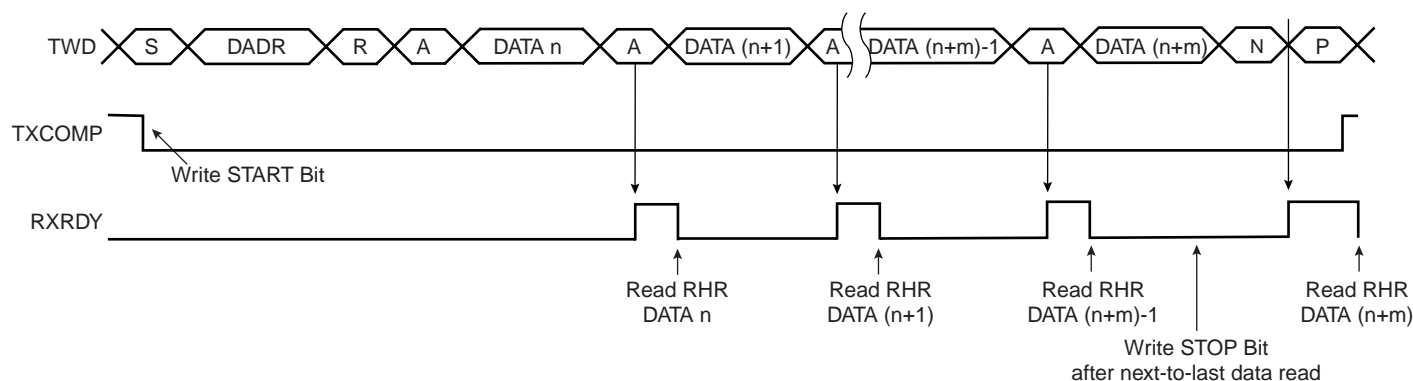 TWD S DADR R A DATA n A DATA (n+1) A DATA (n+m)-1 A DATA (n+m) N P
TXCOMP
Write START Bit
RXRDY
Read RHR Read RHR Read RHR Read RHR
DATA n DATA (n+1) DATA (n+m)-1 DATA (n+m)
Write STOP Bit
after next-to-last data read